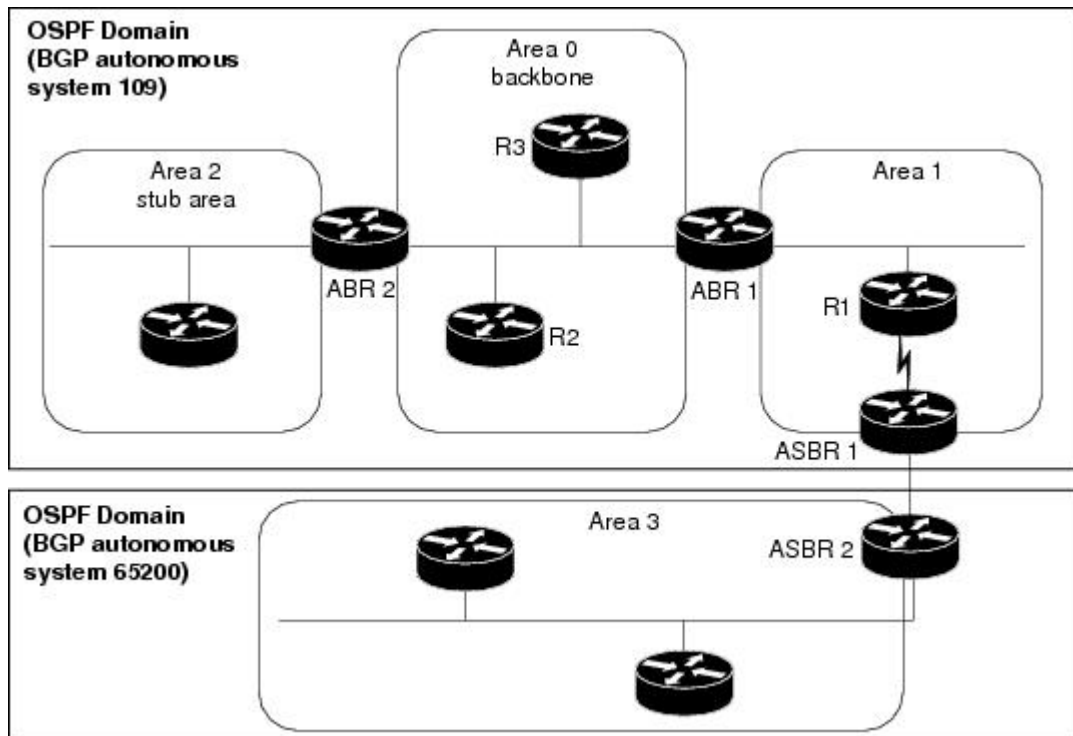 OSPF Domain
(BGP autonomous
system 109)
Area 0
backbone
R3
Area 2
stub area
Area 1
ABR 2
ABR 1
R1
R2
ASBR 1
OSPF Domain
(BGP autonomous
system 65200)
Area 3
ASBR 2